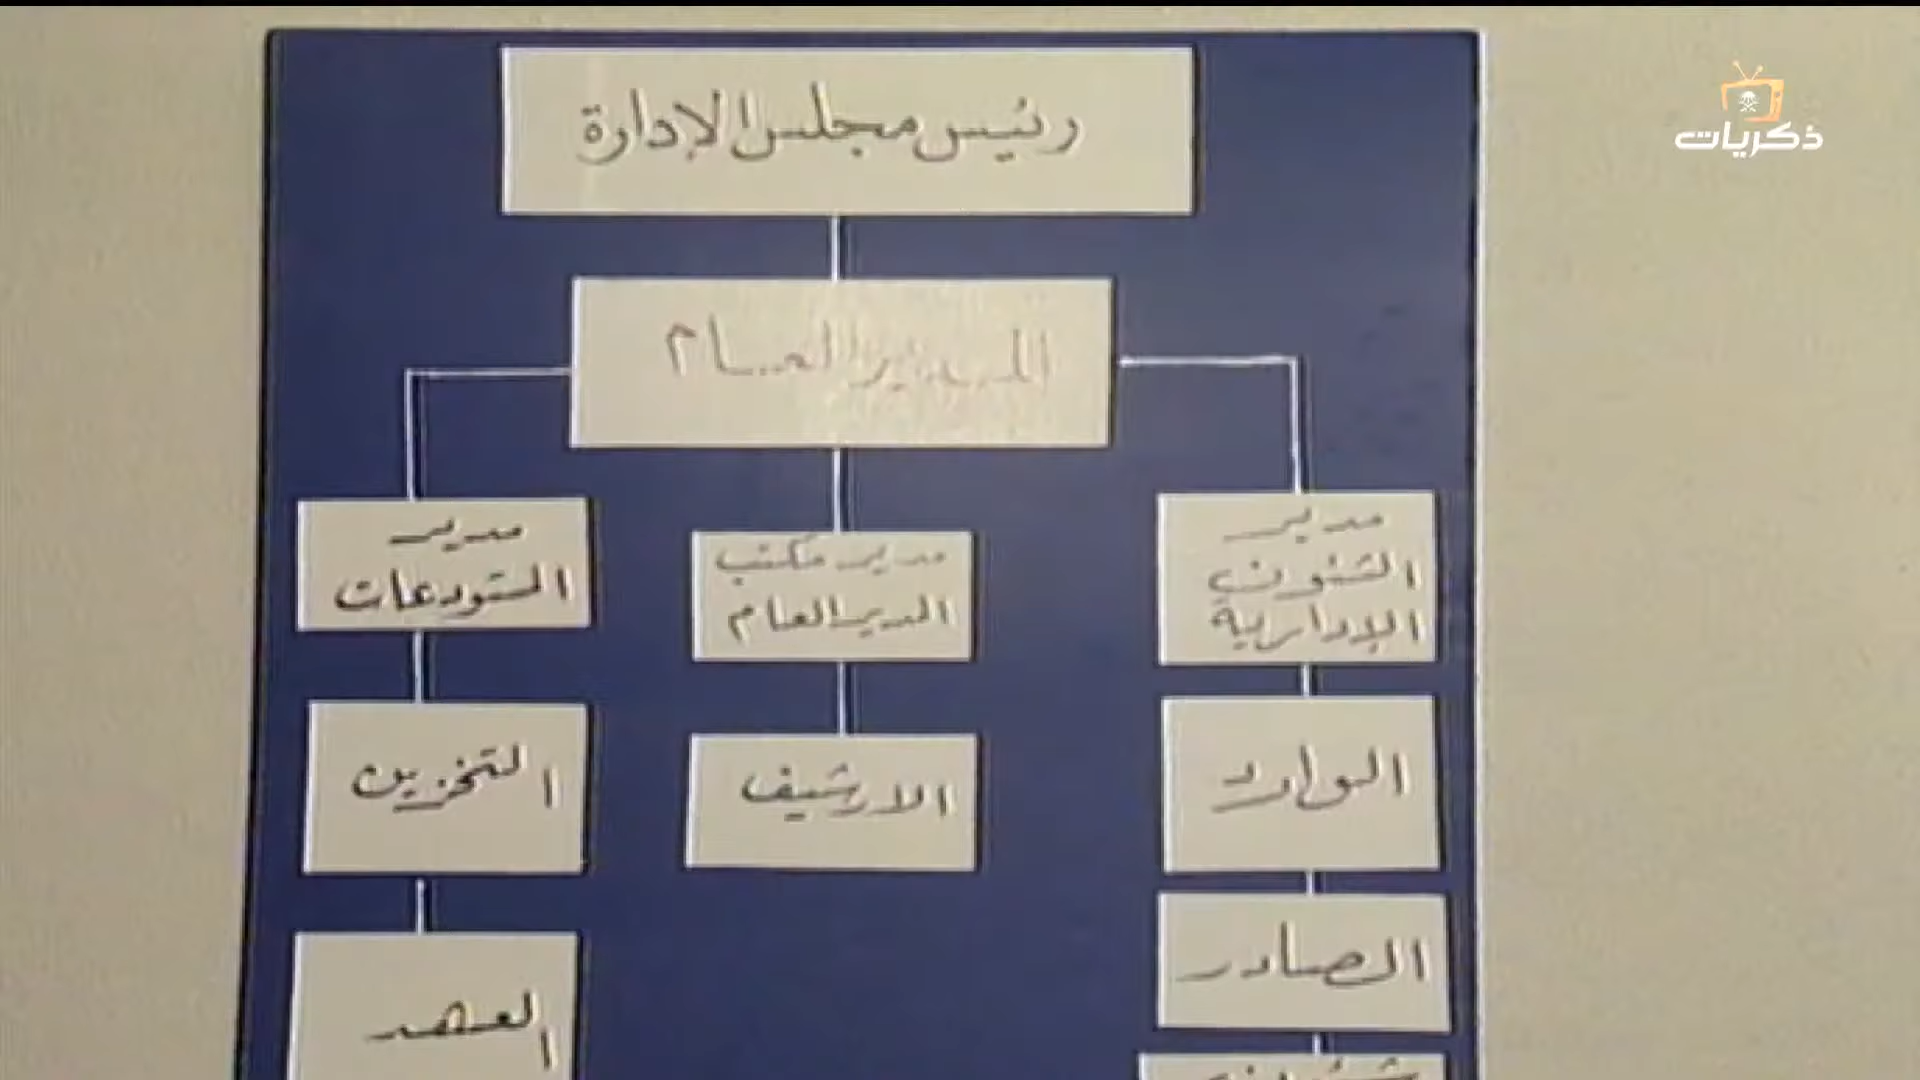 ذكريات
رئيس مجلس الإدارة
المدير العام
مدير
الشئون
الإدارية
مدير مكتب
المدير العام
مدير
المستودعات
الوارد
الارشيف
التخزين
الصادر
العهد